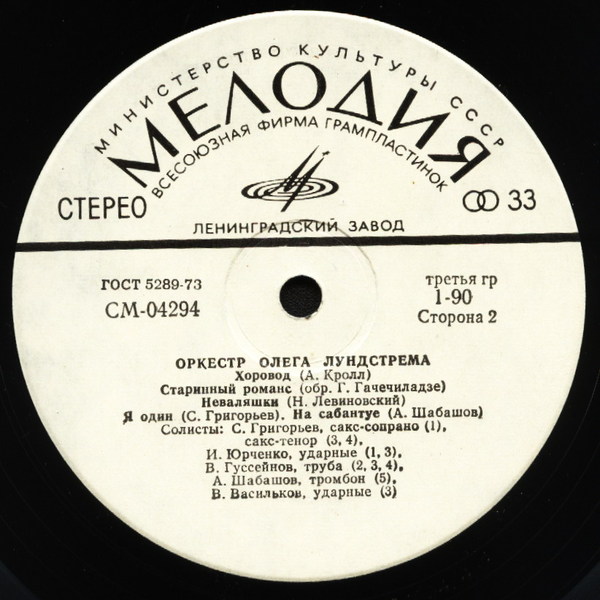 МИНИСТЕРСТВО КУЛЬТУРЫ СССР
МЕЛОДИЯ
ВСЕСОЮЗНАЯ ФИРМА ГРАМПЛАСТИНОК
СТЕРЕО
33
ЛЕНИНГРАДСКИЙ ЗАВОД
ГОСТ 5289-73
СМ-04294
третья гр
1-90
Сторона 2
ОРКЕСТР ОЛЕГА ЛУНДСТРЕМА
Хоровод (А. Кролл)
Старинный романс (обр. Г. Гачечиладзе)
Неваляшки (Н. Левиновский)
Я один (С. Григорьев). На сабантуе (А. Шабашов)
Солисты: С. Григорьев, сакс-сопрано (1),
сакс-тенор (3, 4),
И. Юрченко, ударные (1, 3),
В. Гуссейнов, труба (2, 3, 4),
А. Шабашов, тромбон (5),
В. Васильков, ударные (3)